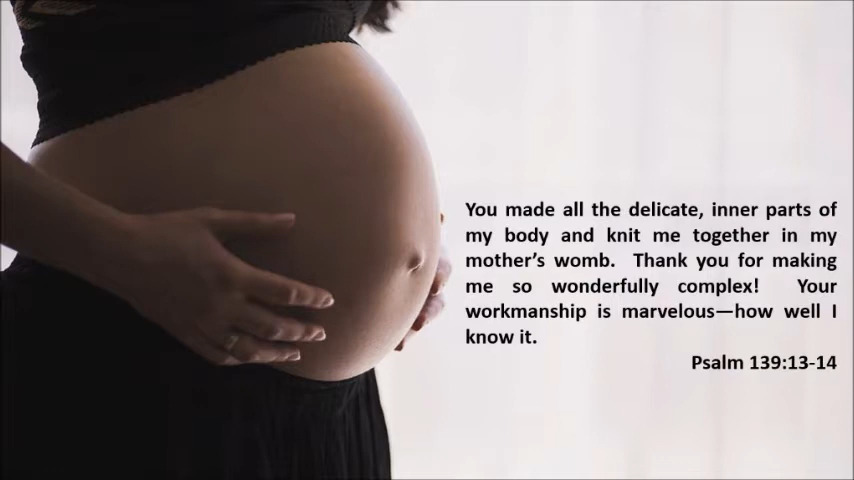 You made all the delicate, inner parts of
my body and knit me together in my
mother's womb. Thank you for making
me so wonderfully complex! Your
workmanship is marvelous—how well I
know it.
Psalm 139:13-14